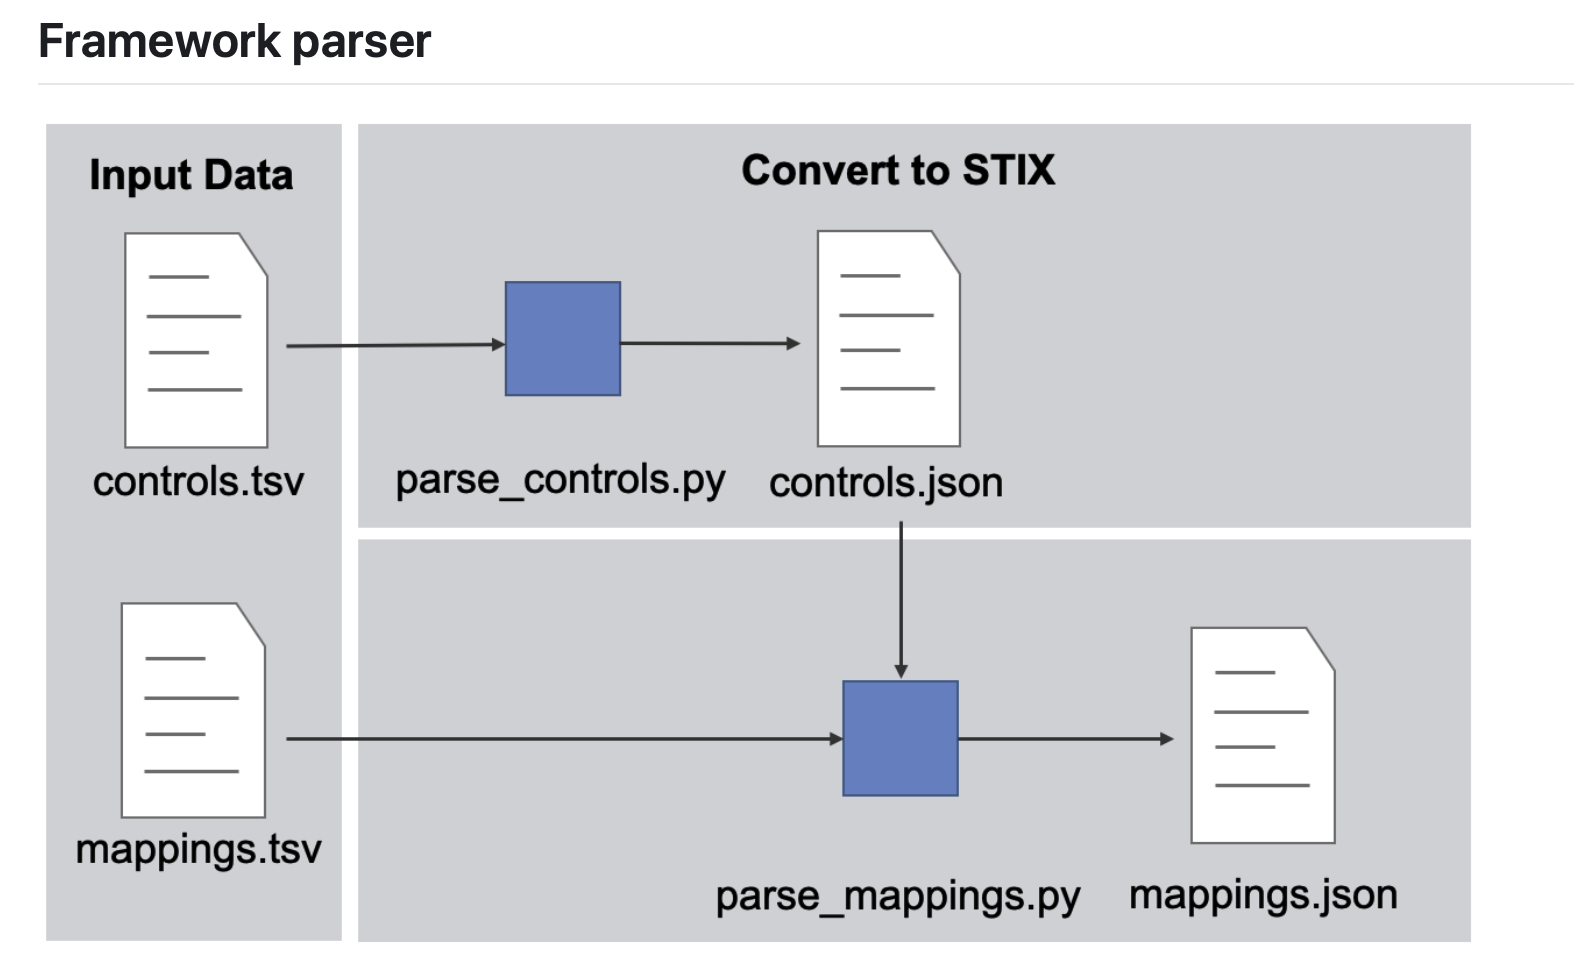 Framework parser
Input Data
Convert to STIX
controls.tsv
parse_controls.py
controls.json
mappings.tsv
parse_mappings.py
mappings.json